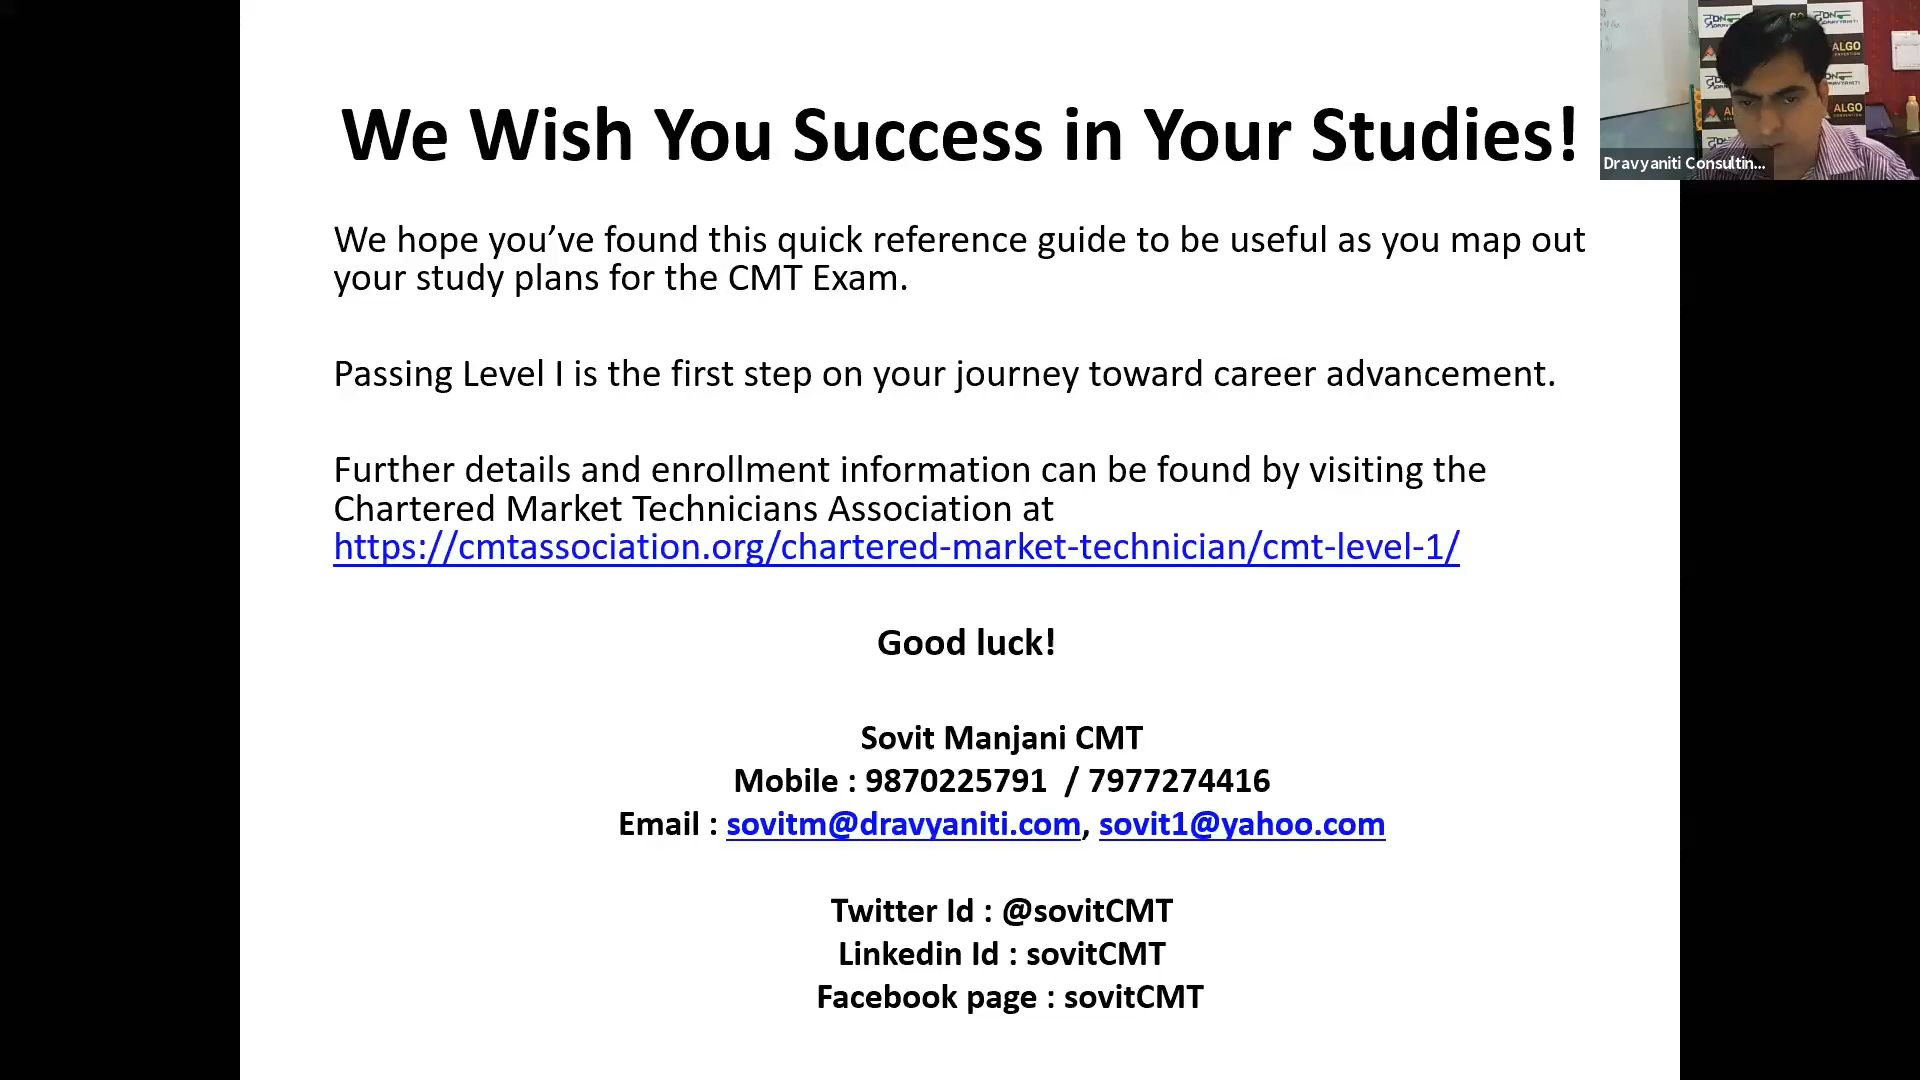 We Wish You Success in Your Studies!
We hope you’ve found this quick reference guide to be useful as you map out
your study plans for the CMT Exam.
Passing Level I is the first step on your journey toward career advancement.
Further details and enrollment information can be found by visiting the
Chartered Market Technicians Association at
https://cmtassociation.org/chartered-market-technician/cmt-level-1/
Good luck!
Sovit Manjani CMT
Mobile : 9870225791 / 7977274416
Email : sovitm@dravyaniti.com, sovit1@yahoo.com
Twitter Id : @sovitCMT
Linkedin Id : sovitCMT
Facebook page : sovitCMT
ALGO
ALGO
Dravyaniti Consultin...